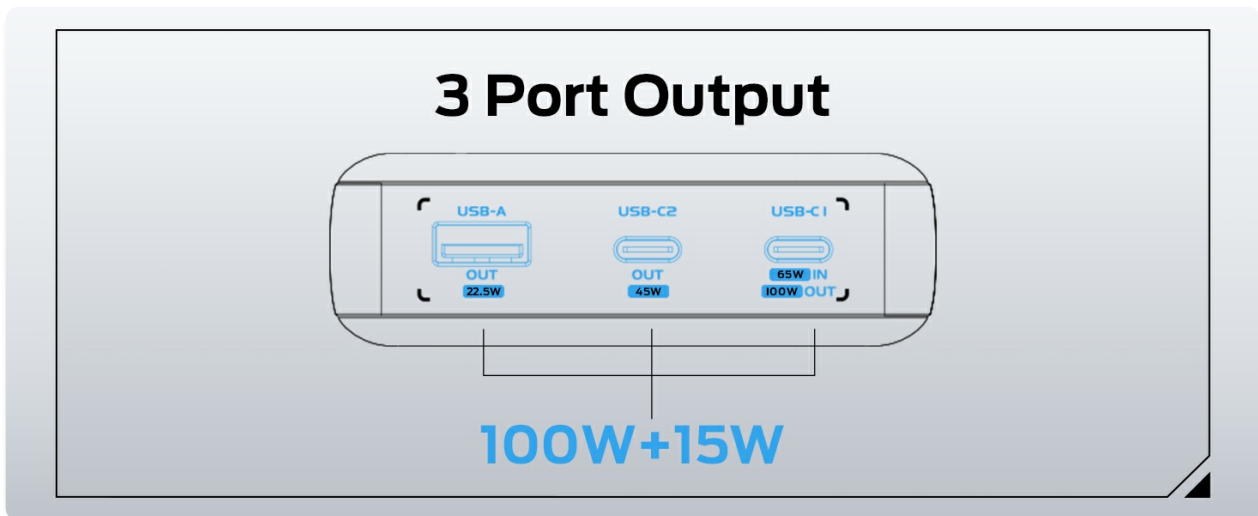 3 Port Output
USB-A USB-C2 USB-C1
OUT OUT 65W IN
22.5W 45W 100W OUT
100W+15W